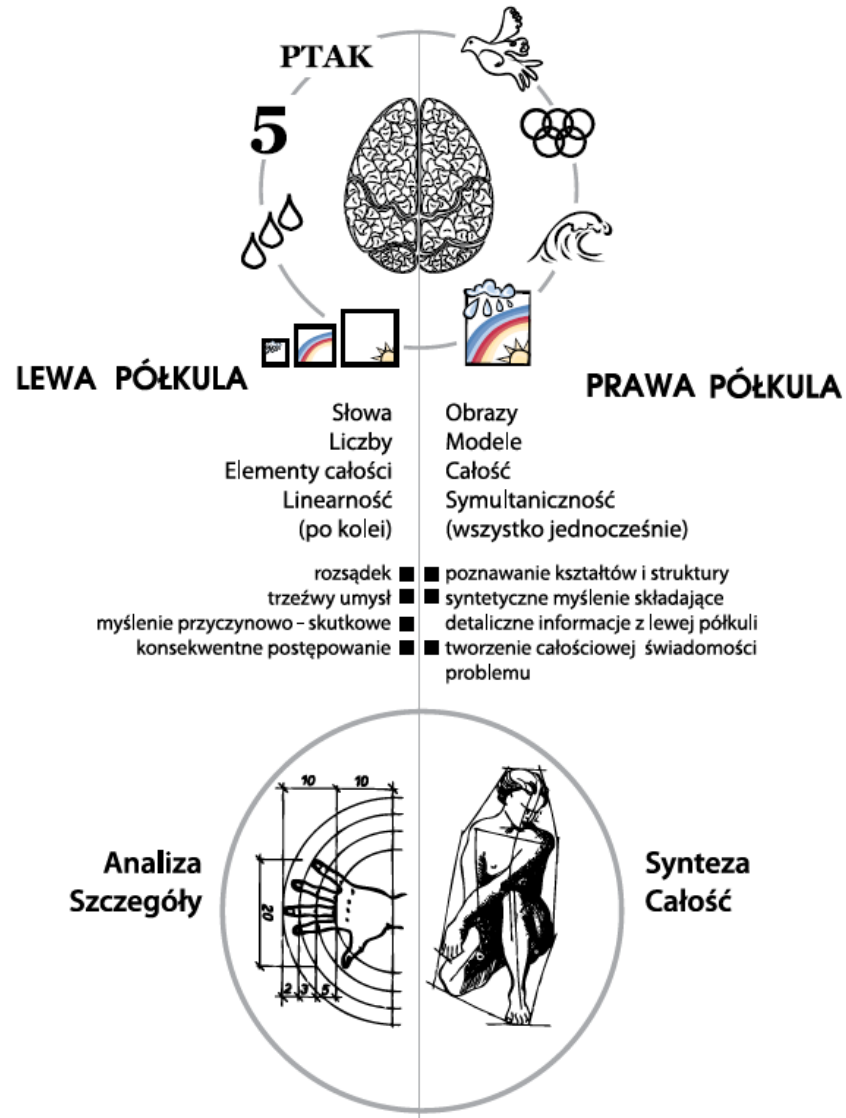 PTAK
5
LEWA PÓŁKULA
PRAWA PÓŁKULA
Słowa
Liczby
Elementy całości
Linearność
(po kolei)
Obrazy
Modele
Całość
Symultaniczność
(wszystko jednocześnie)
rozsądek
trzeźwy umysł
myślenie przyczynowo – skutkowe
konsekwentne postępowanie
poznawanie kształtów i struktury
syntetyczne myślenie składające
detaliczne informacje z lewej półkuli
tworzenie całościowej świadomości
problemu
10 10
20
2 3 5
Analiza
Szczegóły
Synteza
Całość